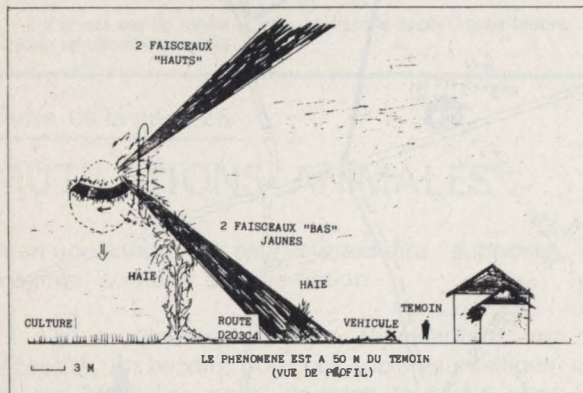 2 FAISCEAUX
"HAUTS"
2 FAISCEAUX "BAS"
JAUNES
HAIE
HAIE
CULTURE
ROUTE
D203C4
VEHICULE
TEMOIN
LE PHENOMENE EST A 50 M DU TEMOIN
(VUE DE PROFIL)
3 M